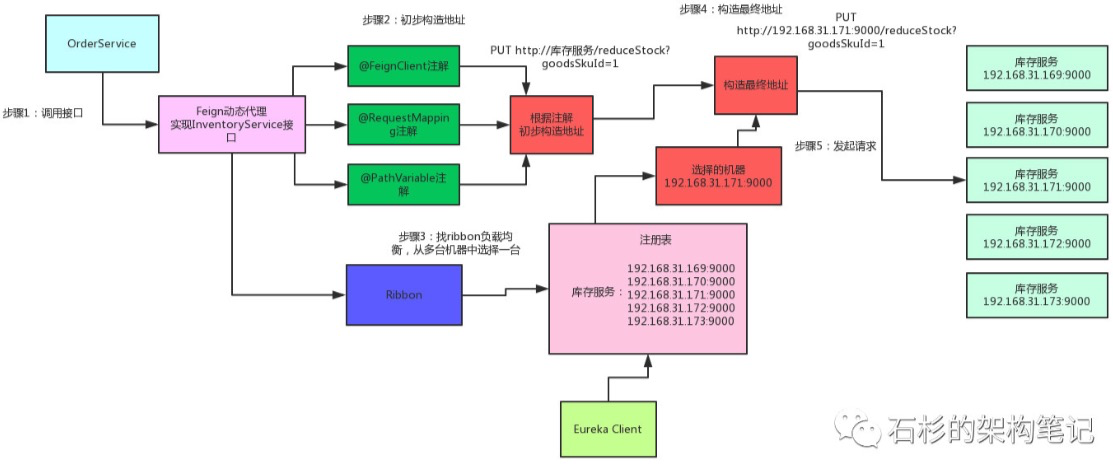 步骤4：构造最终地址
步骤2：初步构造地址
PUT
http://192.168.31.171:9000/reduceStock?
goodsSkuId=1
OrderService
PUT http://库存服务/reduceStock?
goodsSkuId=1
@FeignClient注解
构造最终地址
库存服务
192.168.31.169:9000
步骤1：调用接口
Feign动态代理
实现InventoryService接
口
@RequestMappin
g注解
根据注解
初步构造地址
库存服务
192.168.31.170:9000
步骤5：发起请求
@PathVariable注
解
选择的机器
192.168.31.171:9000
库存服务
192.168.31.171:9000
步骤3：找ribbon负载均
衡，从多台机器中选择一台
注册表
库存服务：
192.168.31.169:9000
192.168.31.170:9000
192.168.31.171:9000
192.168.31.172:9000
192.168.31.173:9000
库存服务
192.168.31.172:9000
Ribbon
库存服务
192.168.31.173:9000
Eureka Client
石杉的架构笔记